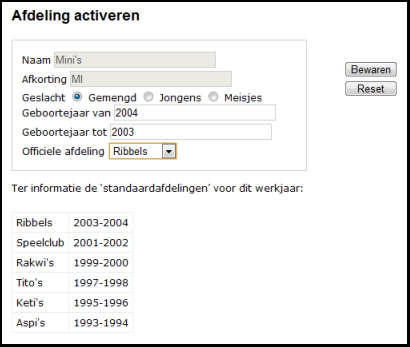 Afdeling activeren
Naam Mini's
Afkorting MI
Geslacht Gemengd Jongens Meisjes
Geboortejaar van 2004
Geboortejaar tot 2003
Officiele afdeling Ribbels
Bewaren
Reset
Ter informatie de 'standaardafdelingen' voor dit werkjaar:
Ribbels 2003-2004
Speelclub 2001-2002
Rakwi's 1999-2000
Tito's 1997-1998
Keti's 1995-1996
Aspi's 1993-1994